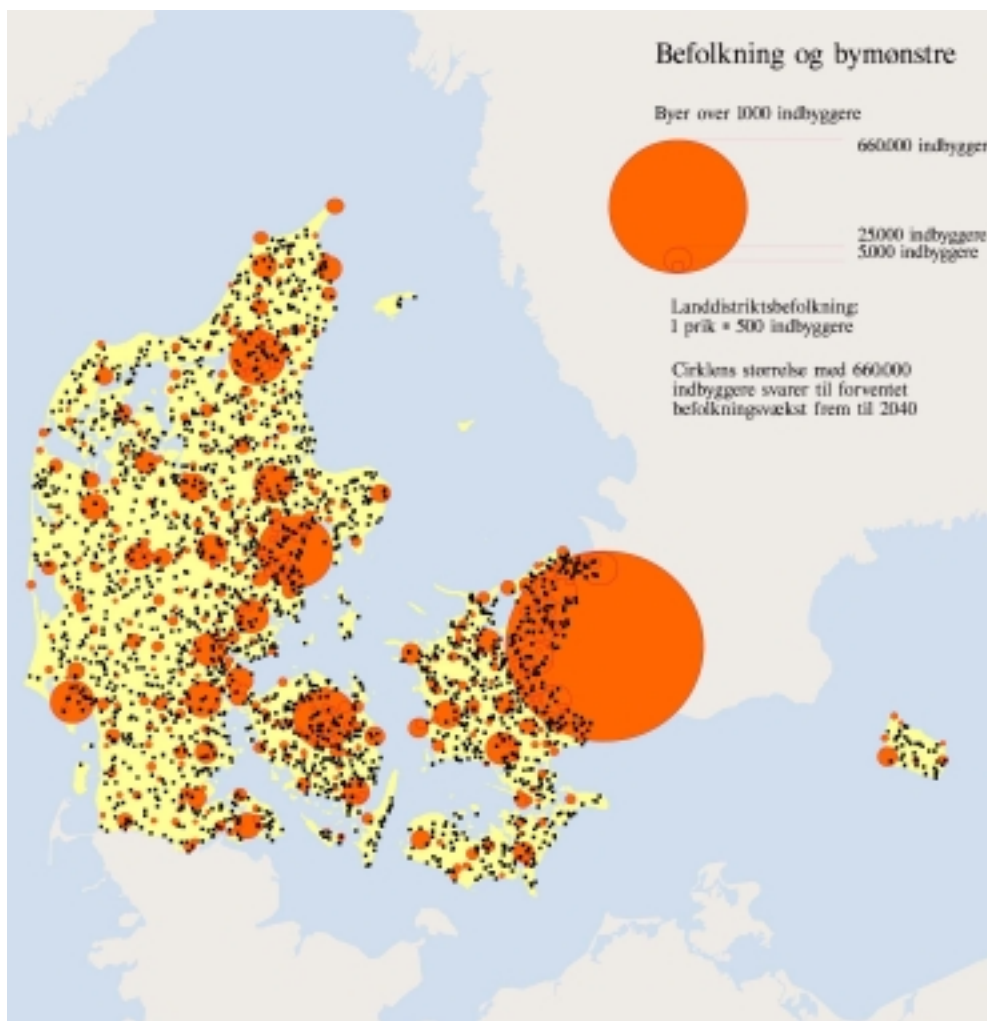 Befolkning og bymønstre
Byer over 1000 indbyggere
660.000 indbygger
25.000 indbyggere
5.000 indbyggere
Landdistriktsbefolkning:
1 prik = 500 indbyggere
Cirklens størrelse med 660.000
indbyggere svarer til forventet
befolkningsvækst frem til 2040